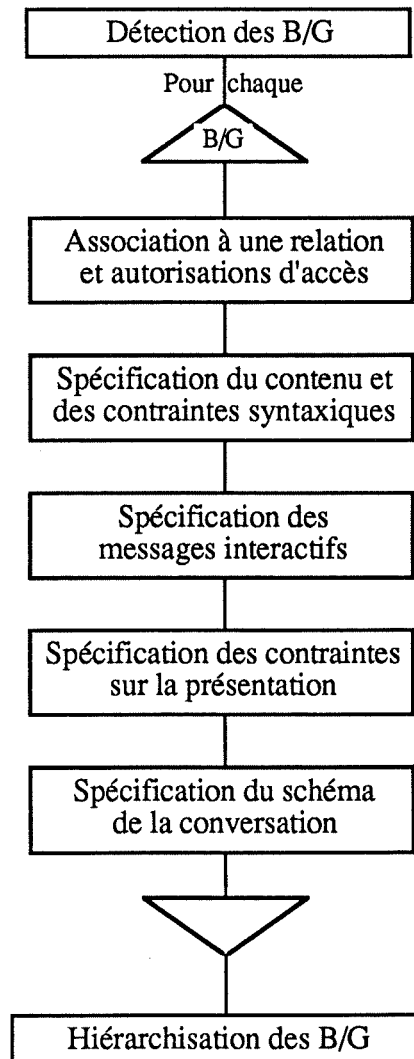 Détection des B/G
Pour chaque
B/G
Association à une relation
et autorisations d'accès
Spécification du contenu et
des contraintes syntaxiques
Spécification des
messages interactifs
Spécification des contraintes
sur la présentation
Spécification du schéma
de la conversation
Hiérarchisation des B/G